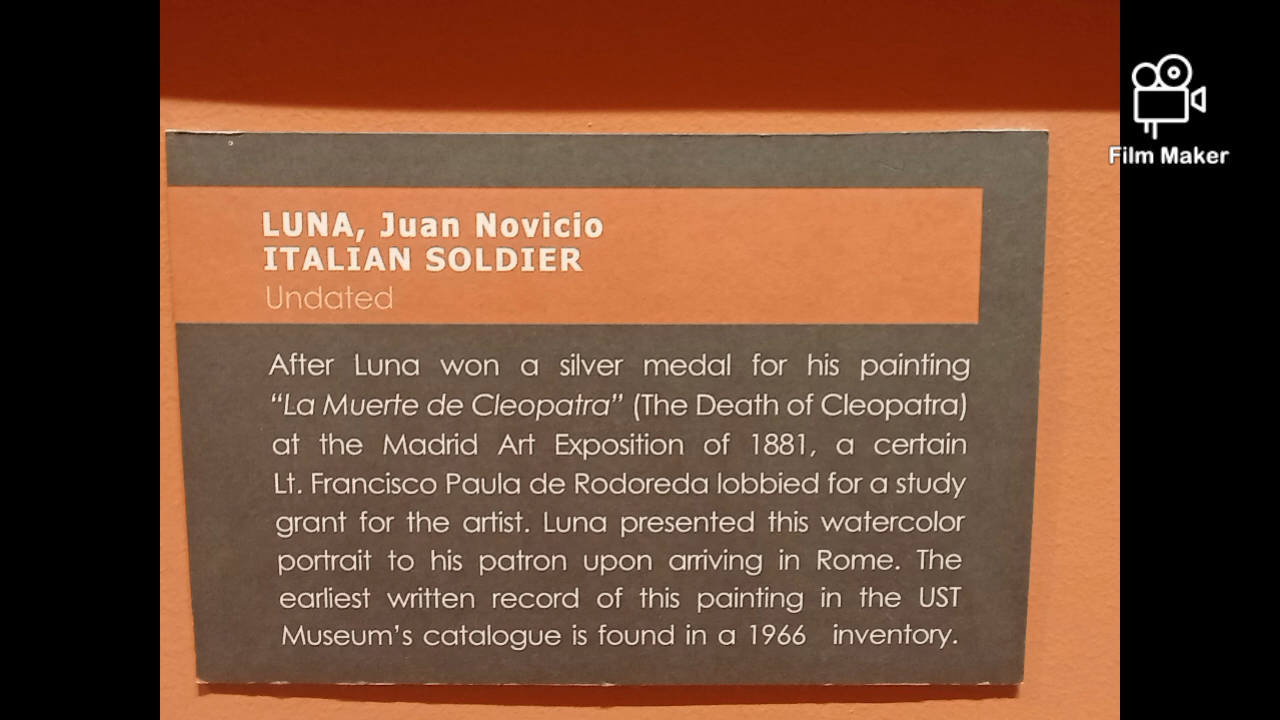 LUNA, Juan Novicio
ITALIAN SOLDIER
Undated
After Luna won a silver medal for his painting
“La Muerte de Cleopatra” (The Death of Cleopatra)
at the Madrid Art Exposition of 1881, a certain
Lt. Francisco Paula de Rodoreda lobbied for a study
grant for the artist. Luna presented this watercolor
portrait to his patron upon arriving in Rome. The
earliest written record of this painting in the UST
Museum’s catalogue is found in a 1966 inventory.
Film Maker